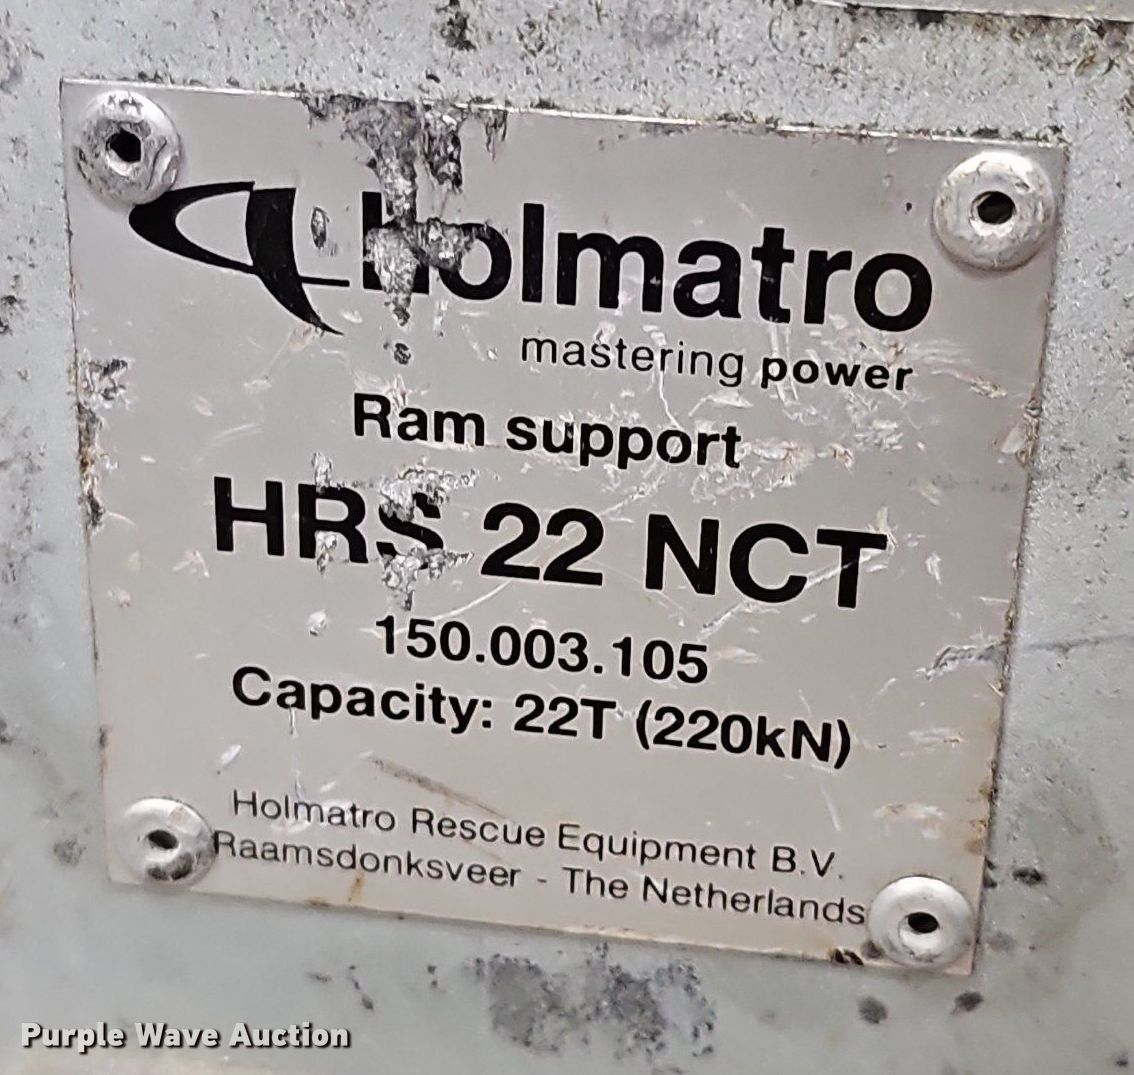 Holmatro
mastering power
Ram support
HRS 22 NCT
150.003.105
Capacity: 22T (220kN)
Holmatro Rescue Equipment B.V.
Raamsdonksveer - The Netherlands
Purple Wave Auction